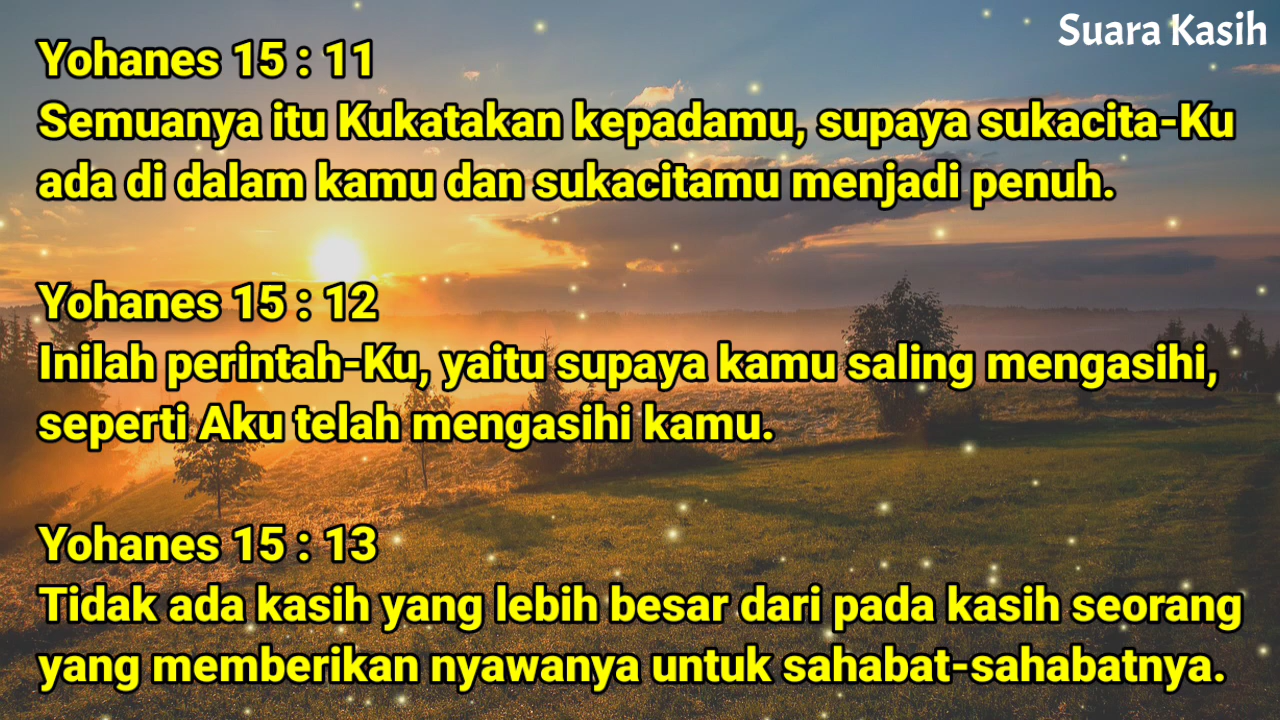 Suara Kasih
Yohanes 15 : 11
Semuanya itu Kukatakan kepadamu, supaya sukacita-Ku
ada di dalam kamu dan sukacitamu menjadi penuh.
Yohanes 15 : 12
Inilah perintah-Ku, yaitu supaya kamu saling mengasihi,
seperti Aku telah mengasihi kamu.
Yohanes 15 : 13
Tidak ada kasih yang lebih besar dari pada kasih seorang
yang memberikan nyawanya untuk sahabat-sahabatnya.